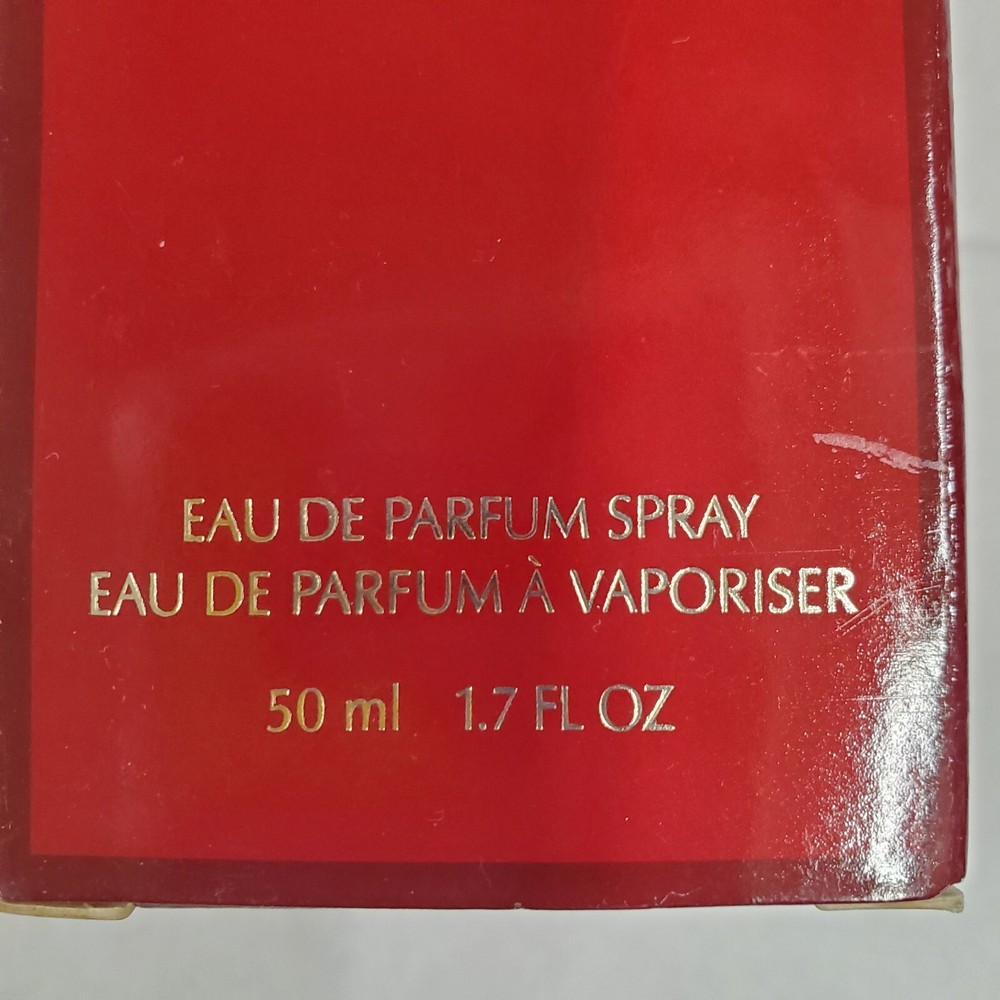 EAU DE PARFUM SPRAY
EAU DE PARFUM À VAPORISER
50 ml 1.7 FL OZ